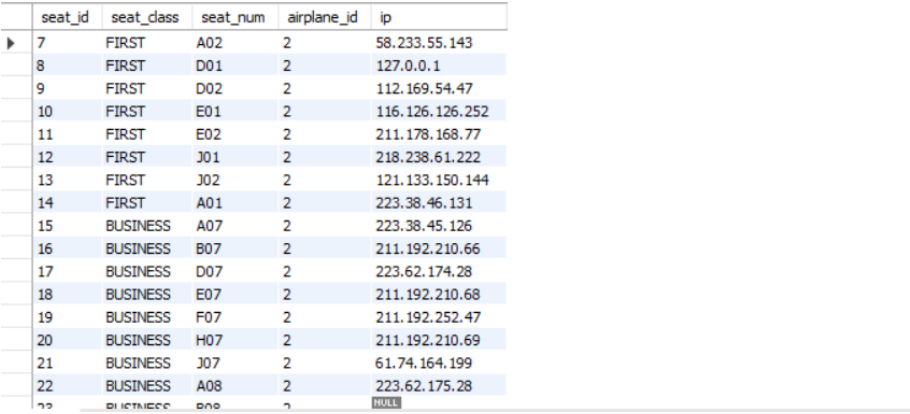 seat_id seat_class seat_num airplane_id ip
7 FIRST A02 2 58.233.55.143
8 FIRST D01 2 127.0.0.1
9 FIRST D02 2 112.169.54.47
10 FIRST E01 2 116.126.126.252
11 FIRST E02 2 211.178.168.77
12 FIRST J01 2 218.238.61.222
13 FIRST J02 2 121.133.150.144
14 FIRST A01 2 223.38.46.131
15 BUSINESS A07 2 223.38.45.126
16 BUSINESS B07 2 211.192.210.66
17 BUSINESS D07 2 223.62.174.28
18 BUSINESS E07 2 211.192.210.68
19 BUSINESS F07 2 211.192.252.47
20 BUSINESS H07 2 211.192.210.69
21 BUSINESS J07 2 61.74.164.199
22 BUSINESS A08 2 223.62.175.28
23 BUSINESS B08 2 NULL